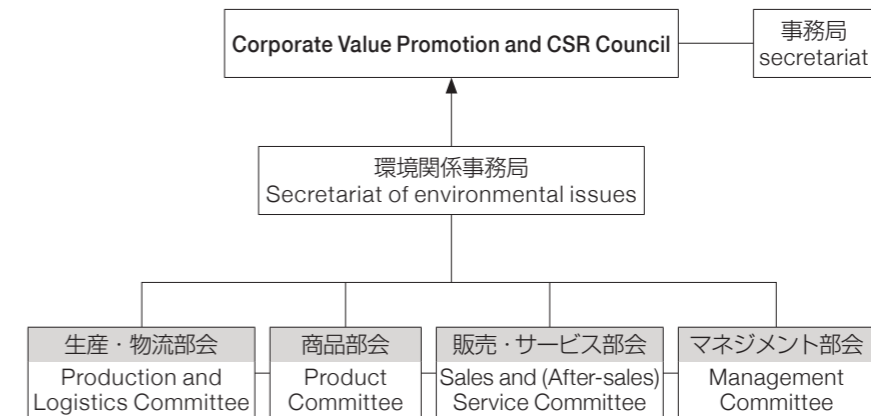 Corporate Value Promotion and CSR Council
事務局
secretariat
環境関係事務局
Secretariat of environmental issues
生産・物流部会
Production and
Logistics Committee
商品部会
Product
Committee
販売・サービス部会
Sales and (After-sales)
Service Committee
マネジメント部会
Management
Committee